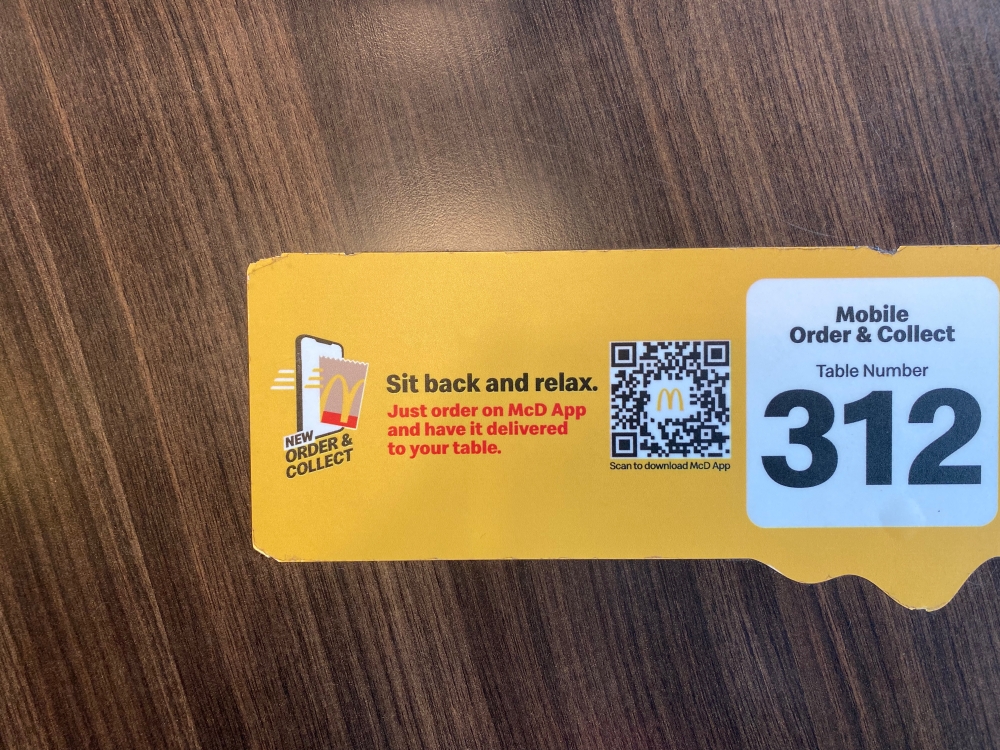 NEW
ORDER &
COLLECT
Sit back and relax.
Just order on McD App
and have it delivered
to your table.
Scan to download McD App
Mobile
Order & Collect
Table Number
312